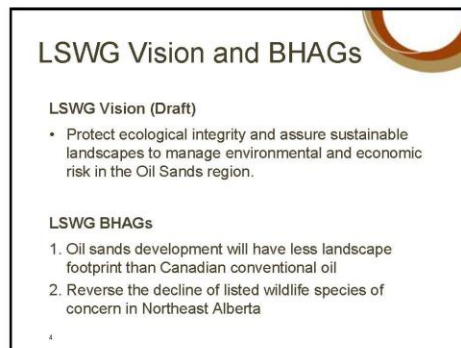 LSWG Vision and BHAGs
LSWG Vision (Draft)
• Protect ecological integrity and assure sustainable
landscapes to manage environmental and economic
risk in the Oil Sands region.
LSWG BHAGs
1. Oil sands development will have less landscape
footprint than Canadian conventional oil
2. Reverse the decline of listed wildlife species of
concern in Northeast Alberta
4